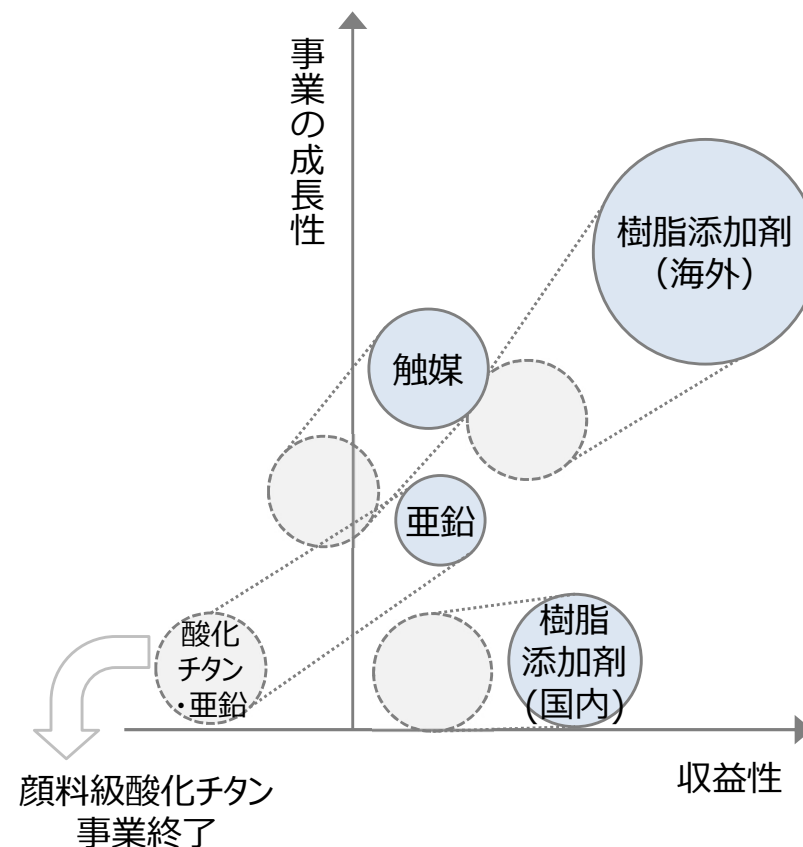 事業の成長性
樹脂添加剤
（海外）
触媒
亜鉛
樹脂
添加剤
(国内)
酸化
チタン
・亜鉛
収益性
顔料級酸化チタン
事業終了